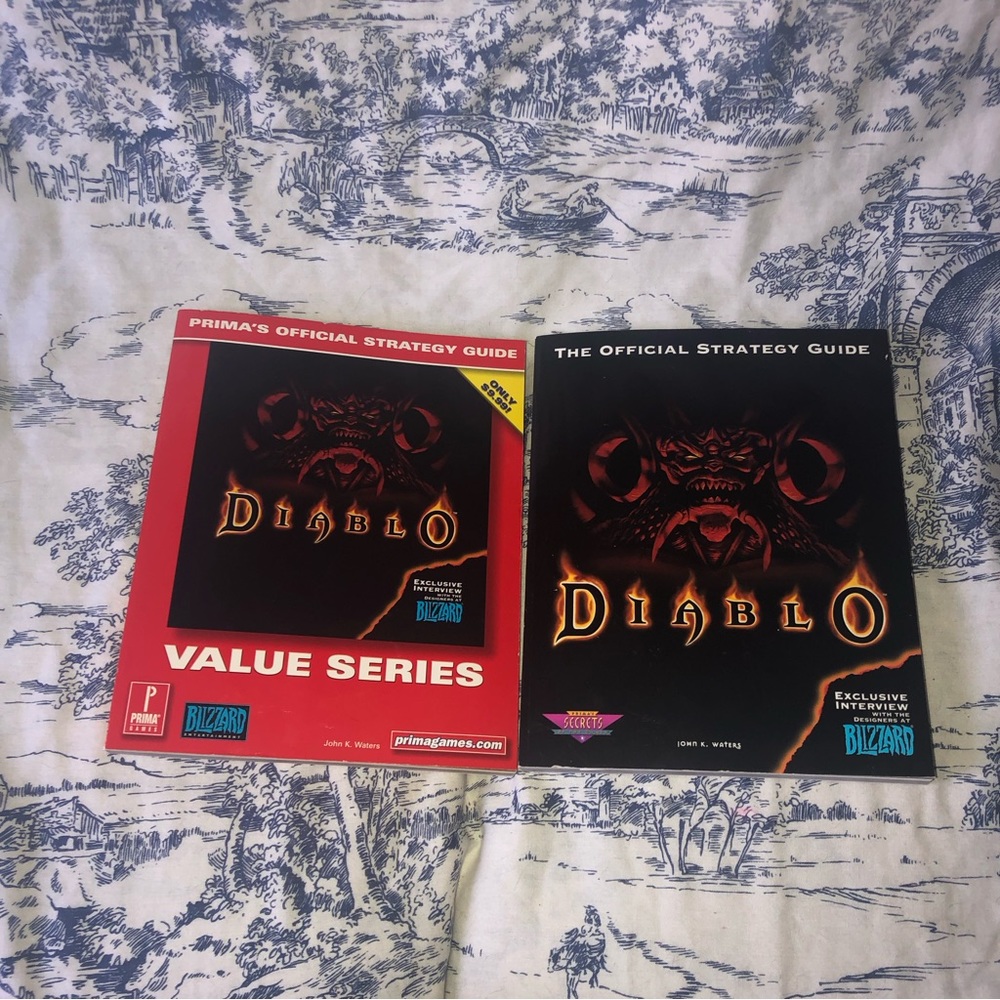 PRIMA'S OFFICIAL STRATEGY GUIDE
ONLY
$9.99!
DIABLO
EXCLUSIVE
INTERVIEW
WITH THE
DESIGNERS AT
BLIZZARD
VALUE SERIES
P
PRIMA
GAMES
BLIZZARD
ENTERTAINMENT
John K. Waters
primagames.com
THE OFFICIAL STRATEGY GUIDE
DIABLO
EXCLUSIVE
INTERVIEW
WITH THE
DESIGNERS AT
BLIZZARD
SECRETS
JOHN K. WATERS